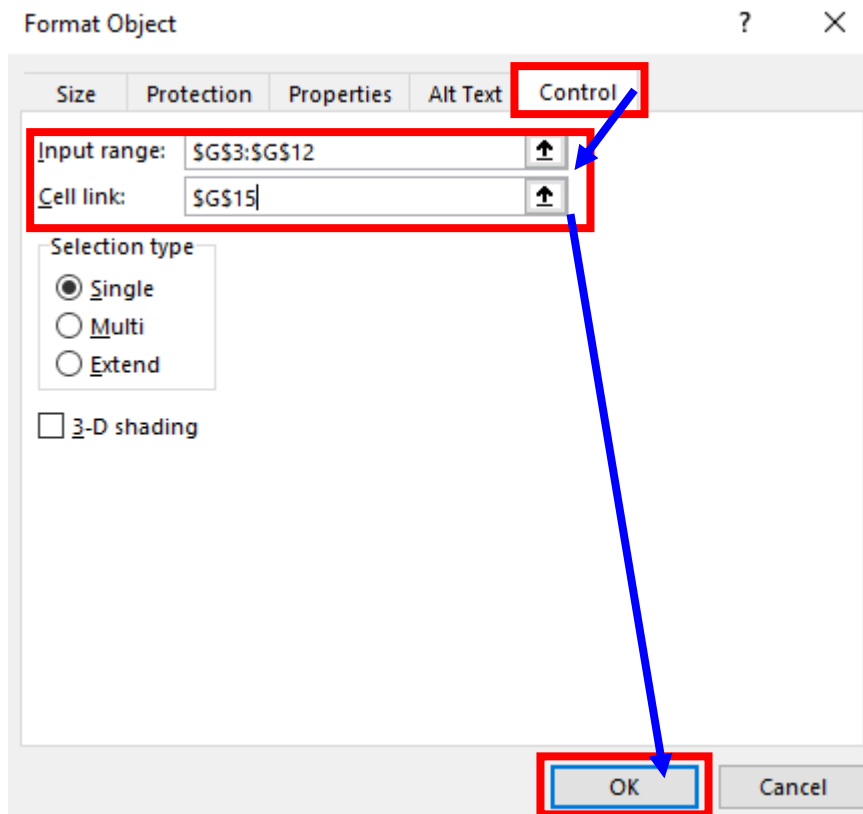 Format Object ? ×
Size Protection Properties Alt Text Control
Input range: $G$3:$G$12
Cell link: $G$15
Selection type
Single
Multi
Extend
3-D shading
OK Cancel